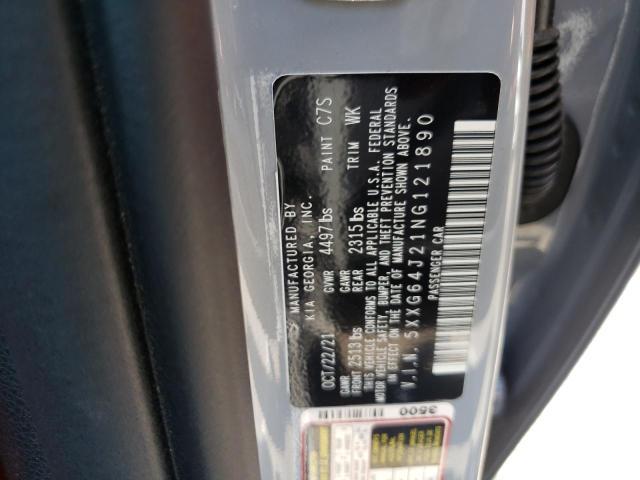 MANUFACTURED BY
KIA GEORGIA, INC.
OCT/22/21 GVWR 4497lbs PAINT C7S
GAWR FRONT 2513lbs GAWR REAR 2315lbs TRIM WK
THIS VEHICLE CONFORMS TO ALL APPLICABLE U.S.A. FEDERAL
MOTOR VEHICLE SAFETY, BUMPER, AND THEFT PREVENTION STANDARDS
IN EFFECT ON THE DATE OF MANUFACTURE SHOWN ABOVE.
V.I.N. 5XXG64J21NG121890
PASSENGER CAR
3500